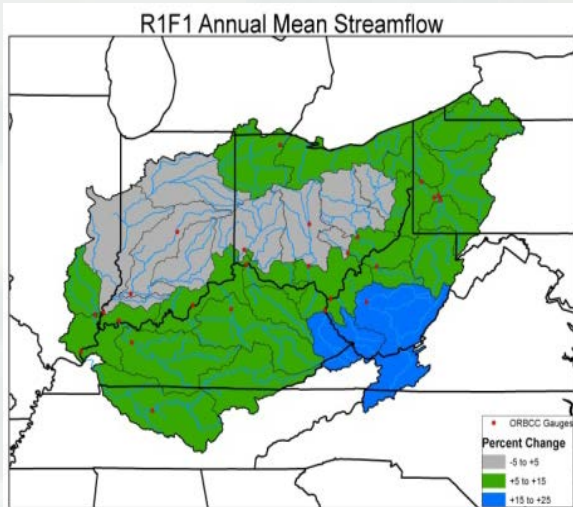 R1F1 Annual Mean Streamflow
ORBCC Gauges
Percent Change
-5 to +5
+5 to +15
+15 to +25